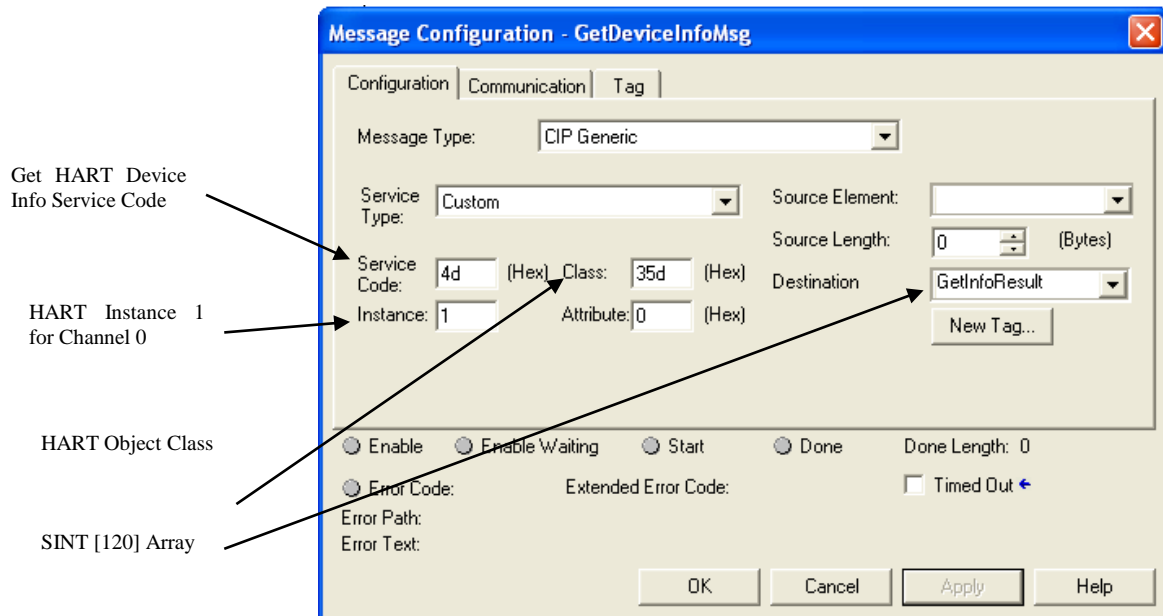 Message Configuration - GetDeviceInfoMsg
Configuration Communication Tag
Message Type: CIP Generic
Get HART Device
Info Service Code
Service
Type:
Custom
Source Element:
Source Length: 0 (Bytes)
Service
Code:
4d (Hex) Class: 35d (Hex)
Destination GetInfoResult
HART Instance 1
for Channel 0
Instance: 1 Attribute: 0 (Hex)
New Tag...
HART Object Class
Enable Enable Waiting Start Done Done Length: 0
Error Code: Extended Error Code: Timed Out
Error Path:
SINT [120] Array
Error Text:
OK Cancel Apply Help